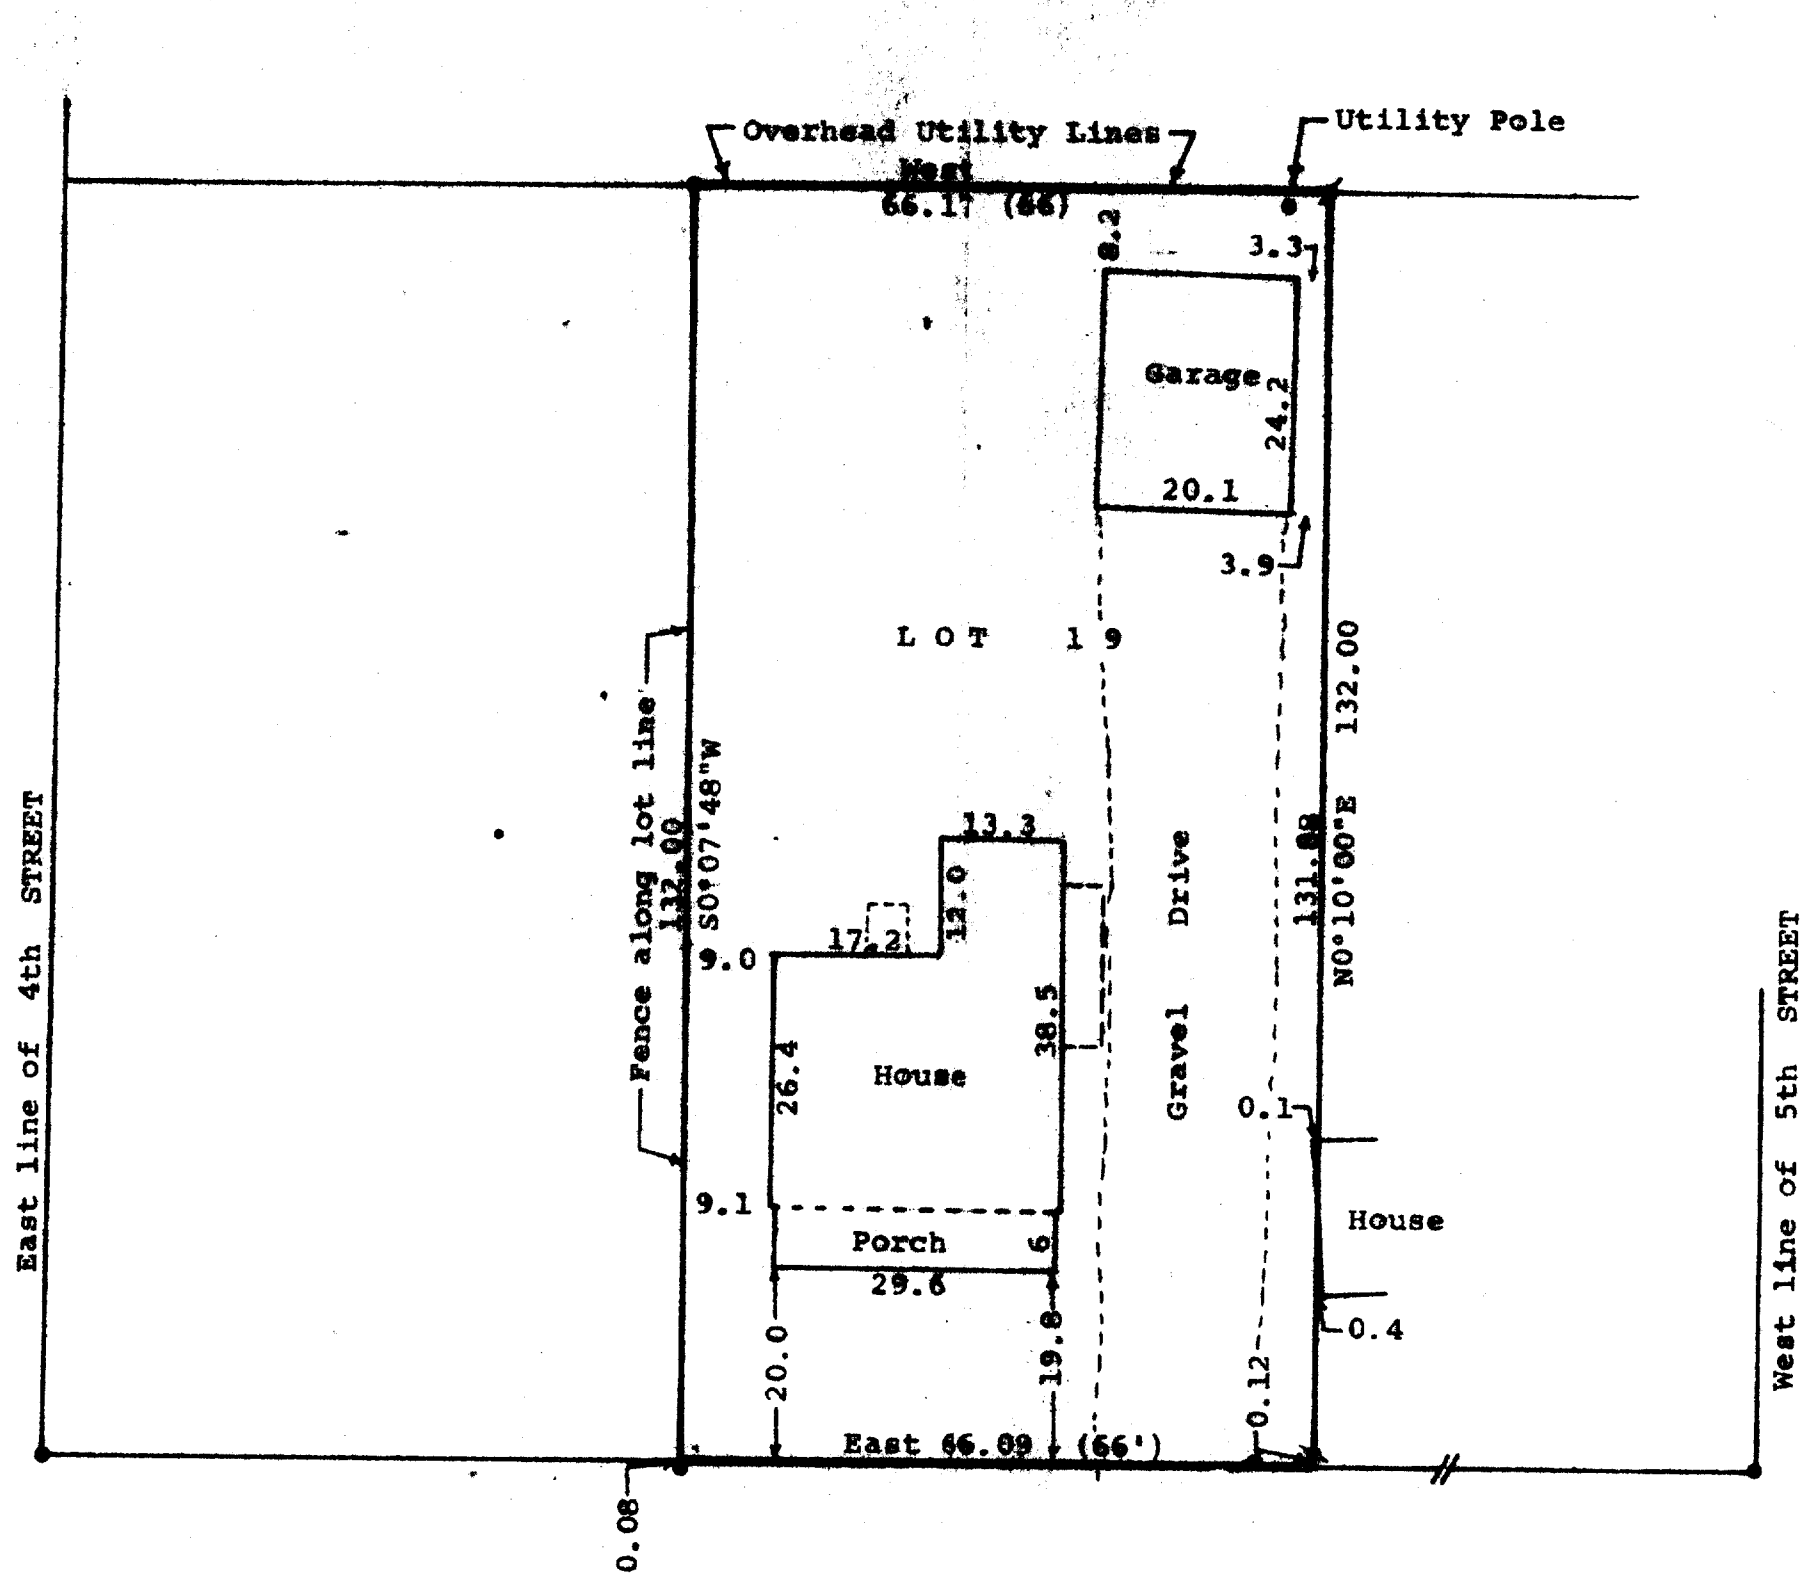 Overhead Utility Lines
Utility Pole
West
66.1' (66)
8.2
3.3
Garage
24.2
20.1
3.9
LOT 19
132.00
N0°10'00"E
Fence along lot line
132.00
S0°07'48"W
13.3
12.0
17.2
9.0
38.5
26.4
House
Gravel Drive
0.1
9.1
Porch
6
29.6
House
0.4
20.0
19.8
0.12
East 66.09 (66')
0.08
East line of 4th STREET
West line of 5th STREET